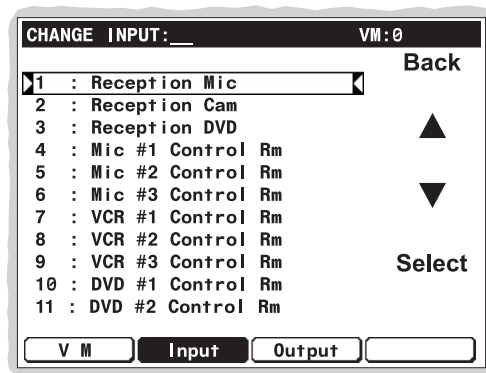 CHANGE INPUT:__ VM:0
Back
1 : Reception Mic
2 : Reception Cam
3 : Reception DVD
4 : Mic #1 Control Rm
5 : Mic #2 Control Rm
6 : Mic #3 Control Rm
7 : VCR #1 Control Rm
8 : VCR #2 Control Rm
9 : VCR #3 Control Rm
Select
10 : DVD #1 Control Rm
11 : DVD #2 Control Rm
V M Input Output